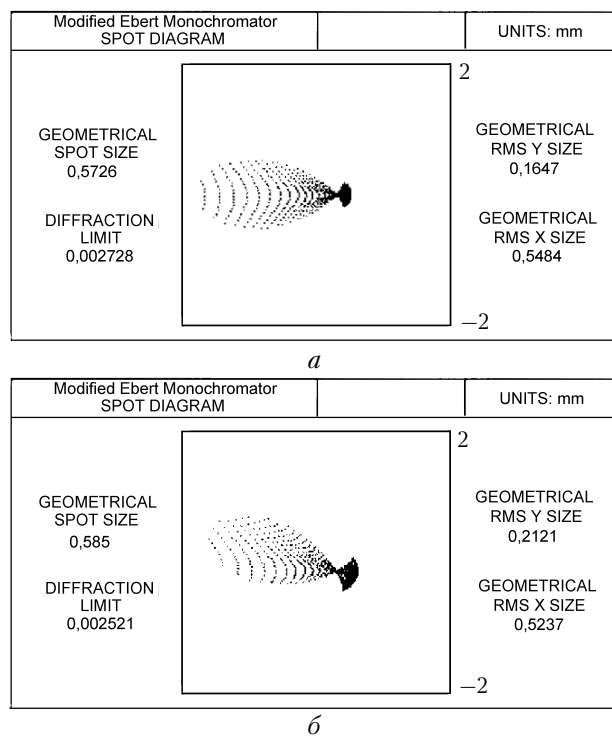 Modified Ebert Monochromator
SPOT DIAGRAM
UNITS: mm
2
GEOMETRICAL
SPOT SIZE
0,5726
GEOMETRICAL
RMS Y SIZE
0,1647
DIFFRACTION
LIMIT
0,002728
GEOMETRICAL
RMS X SIZE
0,5484
−2
а
Modified Ebert Monochromator
SPOT DIAGRAM
UNITS: mm
2
GEOMETRICAL
SPOT SIZE
0,585
GEOMETRICAL
RMS Y SIZE
0,2121
DIFFRACTION
LIMIT
0,002521
GEOMETRICAL
RMS X SIZE
0,5237
−2
б